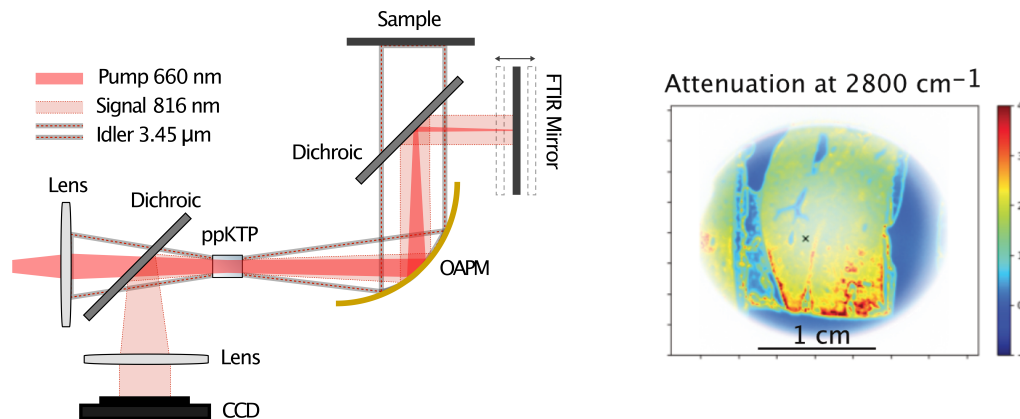 Sample
Pump 660 nm
Signal 816 nm
Idler 3.45 µm
FTIR Mirror
Dichroic
Lens
Dichroic
ppKTP
OAPM
Lens
CCD
Attenuation at 2800 cm⁻¹
×
1 cm